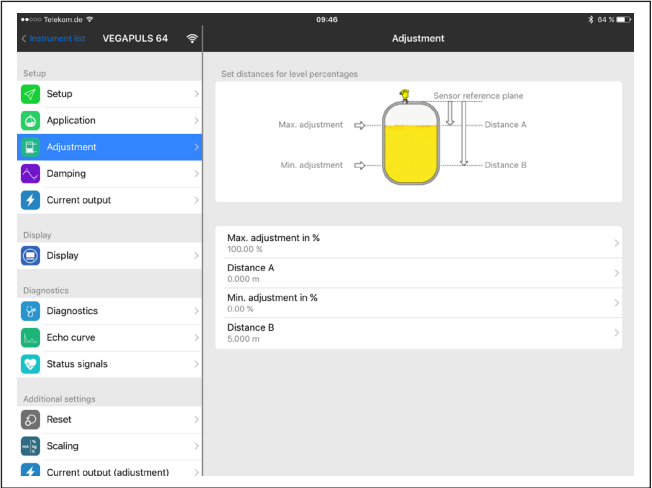 Telekom.de
09:46
64 %
Instrument list
VEGAPULS 64
Adjustment
Setup
Setup
Application
Adjustment
Damping
Current output
Display
Display
Diagnostics
Diagnostics
Echo curve
Status signals
Additional settings
Reset
Scaling
Current output (adjustment)
Set distances for level percentages
Sensor reference plane
Max. adjustment
Distance A
Min. adjustment
Distance B
Max. adjustment in %
100.00 %
Distance A
0.000 m
Min. adjustment in %
0.00 %
Distance B
5.000 m